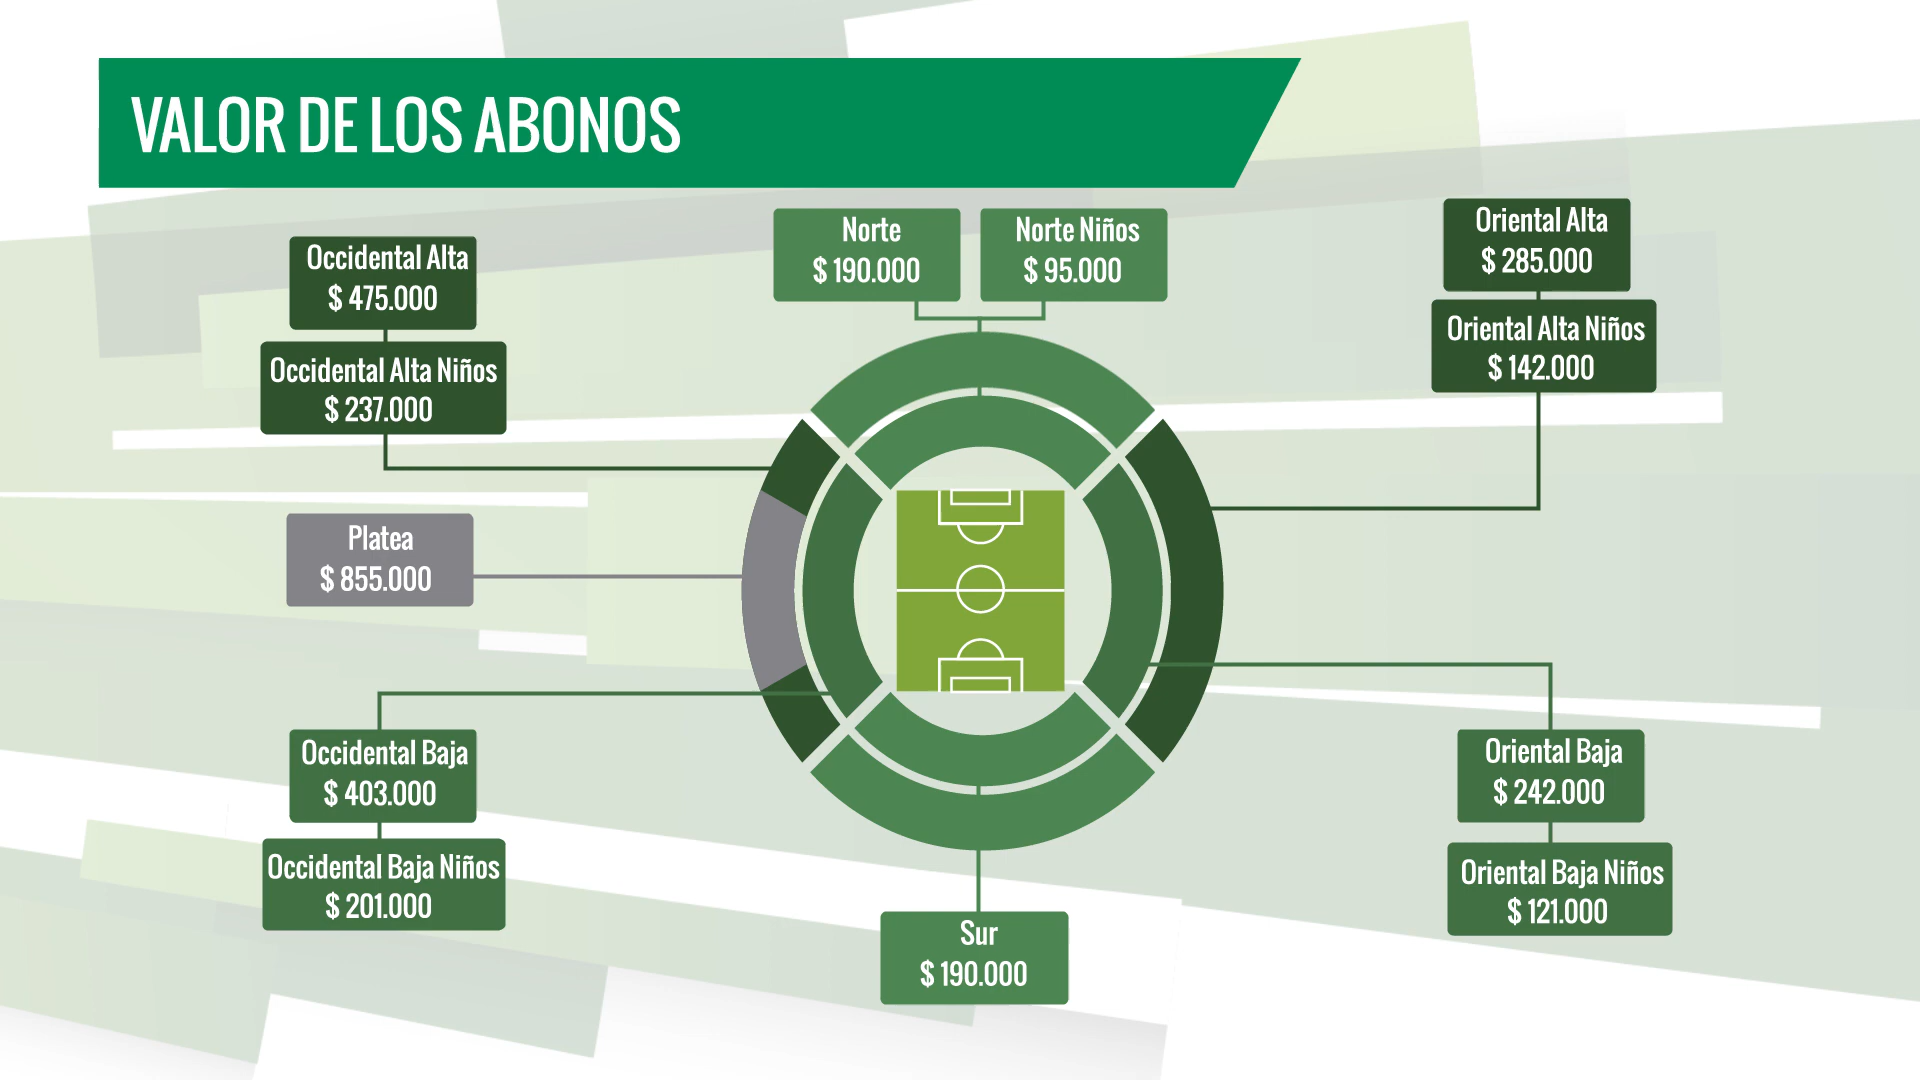 VALOR DE LOS ABONOS
Norte
$ 190.000
Norte Niños
$ 95.000
Oriental Alta
$ 285.000
Oriental Alta Niños
$ 142.000
Occidental Alta
$ 475.000
Occidental Alta Niños
$ 237.000
Platea
$ 855.000
Occidental Baja
$ 403.000
Occidental Baja Niños
$ 201.000
Oriental Baja
$ 242.000
Oriental Baja Niños
$ 121.000
Sur
$ 190.000